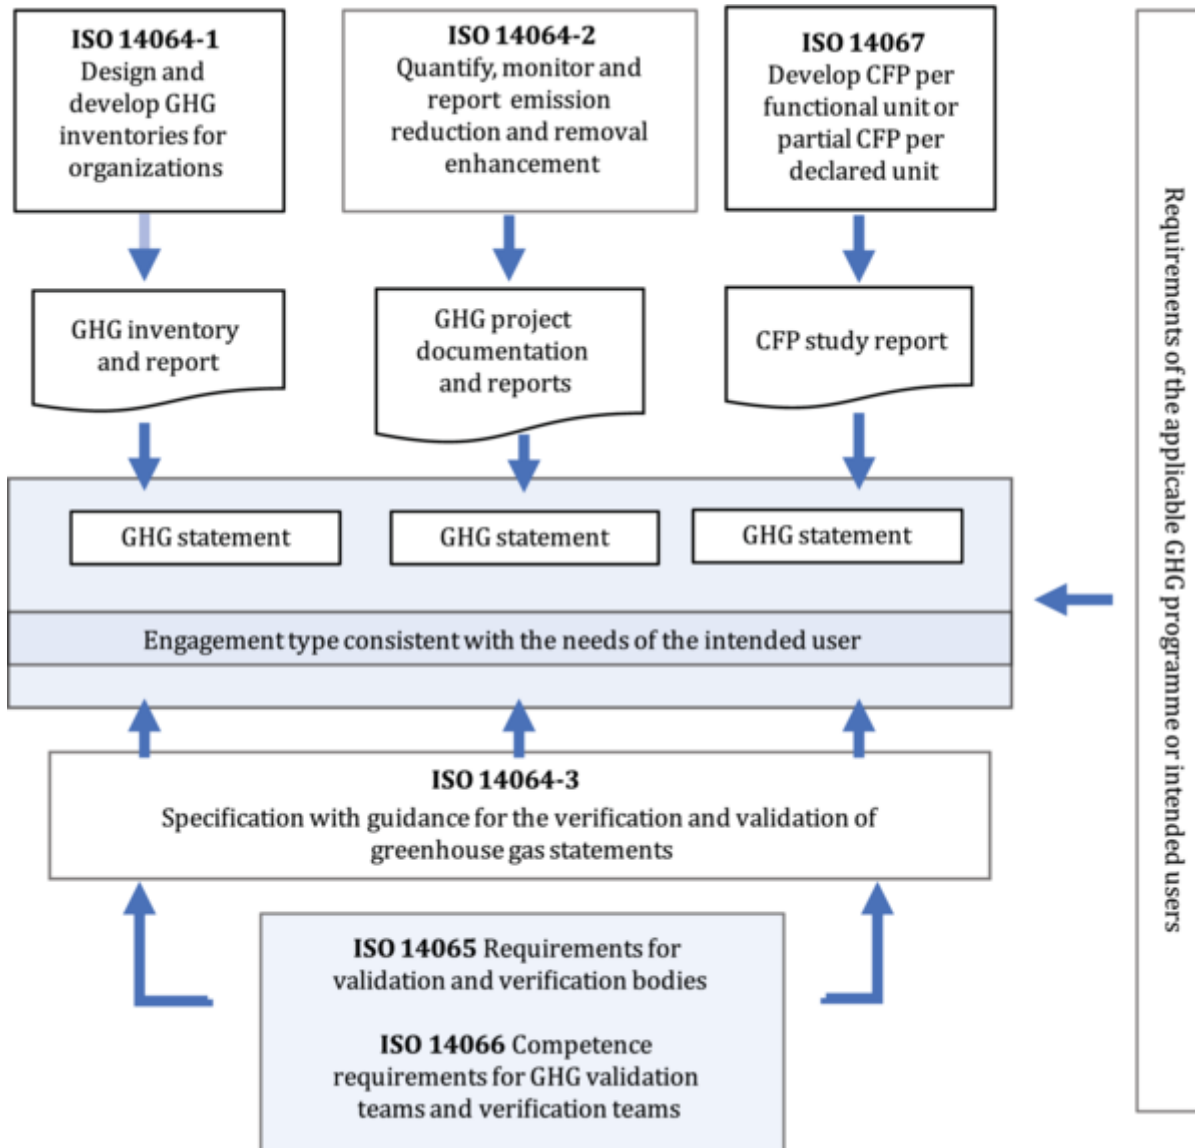 ISO 14064-1
Design and
develop GHG
inventories for
organizations
ISO 14064-2
Quantify, monitor and
report emission
reduction and removal
enhancement
ISO 14067
Develop CFP per
functional unit or
partial CFP per
declared unit
GHG inventory
and report
GHG project
documentation
and reports
CFP study report
GHG statement
GHG statement
GHG statement
Engagement type consistent with the needs of the intended user
ISO 14064-3
Specification with guidance for the verification and validation of
greenhouse gas statements
ISO 14065 Requirements for
validation and verification bodies
ISO 14066 Competence
requirements for GHG validation
teams and verification teams
Requirements of the applicable GHG programme or intended users